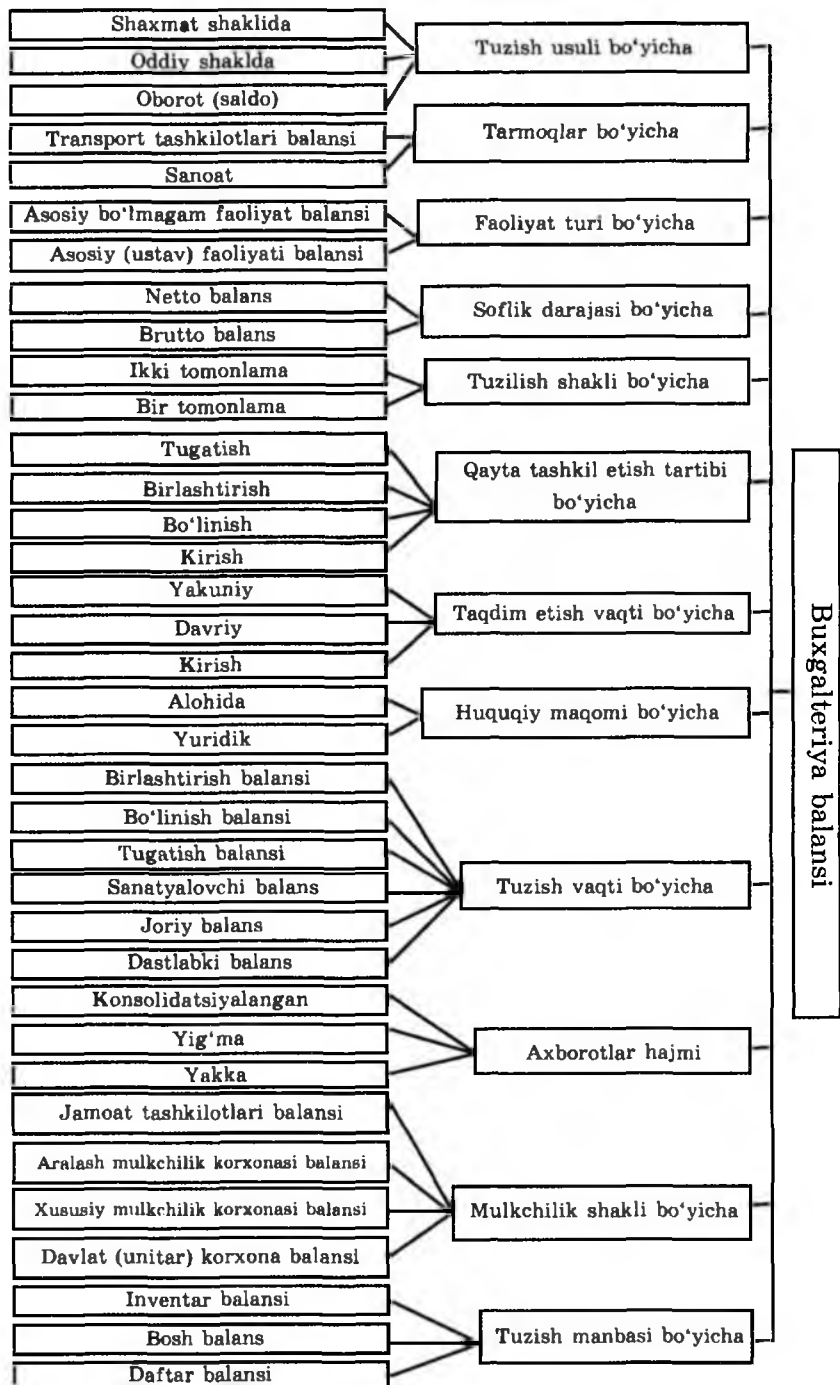 Shaxmat shaklida
Oddiy shaklda
Oborot (saldo)
Tuzish usuli bo‘yicha
Transport tashkilotlari balansi
Sanoat
Tarmoqlar bo‘yicha
Asosiy bo‘lmagam faoliyat balansi
Asosiy (ustav) faoliyati balansi
Faoliyat turi bo‘yicha
Netto balans
Brutto balans
Soflik darajasi bo‘yicha
Ikki tomonlama
Bir tomonlama
Tuzilish shakli bo‘yicha
Tugatish
Birlashtirish
Bo‘linish
Kirish
Qayta tashkil etish tartibi
bo‘yicha
Yakuniy
Davriy
Kirish
Taqdim etish vaqti bo‘yicha
Alohida
Yuridik
Huquqiy maqomi bo‘yicha
Birlashtirish balansi
Bo‘linish balansi
Tugatish balansi
Sanatyalovchi balans
Joriy balans
Dastlabki balans
Tuzish vaqti bo‘yicha
Konsolidatsiyalangan
Yig‘ma
Yakka
Axborotlar hajmi
Jamoat tashkilotlari balansi
Aralash mulkchilik korxonasi balansi
Xususiy mulkchilik korxonasi balansi
Davlat (unitar) korxona balansi
Mulkchilik shakli bo‘yicha
Inventar balansi
Bosh balans
Daftar balansi
Tuzish manbasi bo‘yicha
Buxgalteriya balansi